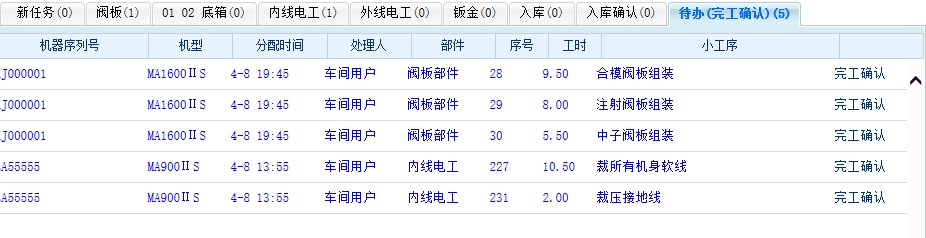 新任务(0) 阀板(1) 01 02 底箱(0) 内线电工(1) 外线电工(0) 钣金(0) 入库(0) 入库确认(0) 待办(完工确认)(5)
机器序列号 机型 分配时间 处理人 部件 序号 工时 小工序
J000001 MA1600ⅡS 4-8 19:45 车间用户 阀板部件 28 9.50 合模阀板组装 完工确认
J000001 MA1600ⅡS 4-8 19:45 车间用户 阀板部件 29 8.00 注射阀板组装 完工确认
J000001 MA1600ⅡS 4-8 19:45 车间用户 阀板部件 30 5.50 中子阀板组装 完工确认
A55555 MA900ⅡS 4-8 13:55 车间用户 内线电工 227 10.50 裁所有机身软线 完工确认
A55555 MA900ⅡS 4-8 13:55 车间用户 内线电工 231 2.00 裁压接地线 完工确认